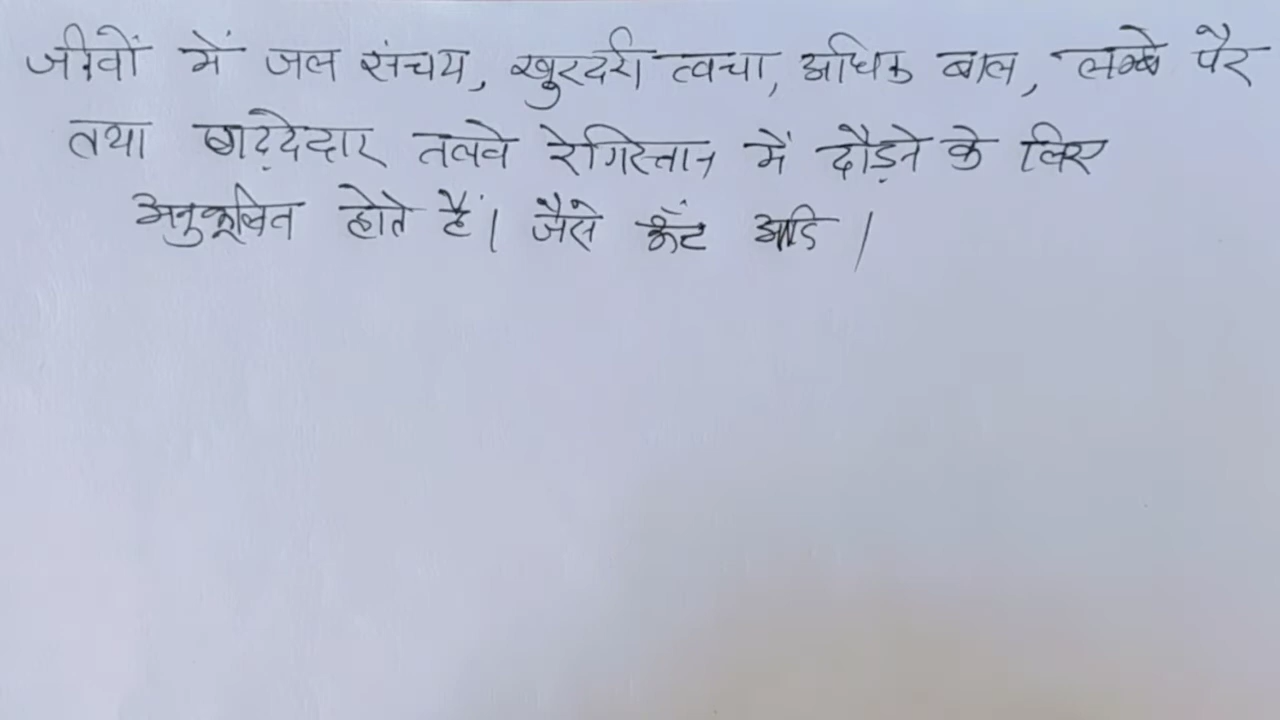 जीवों में जल संचय, खुरदरी त्वचा, अधिक बाल, लम्बे पैर
तथा गद्देदार तलवे रेगिस्तान में दौड़ने के लिए
अनुकूलित होते हैं। जैसे ऊँट आदि।